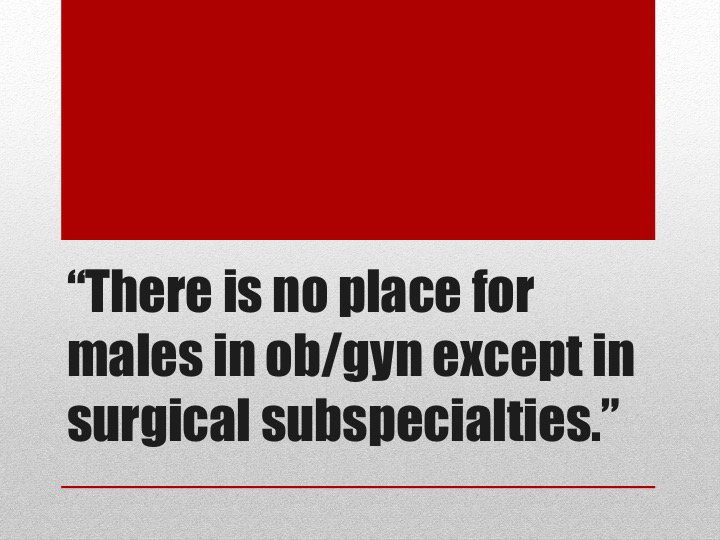 “There is no place for
males in ob/gyn except in
surgical subspecialties.”